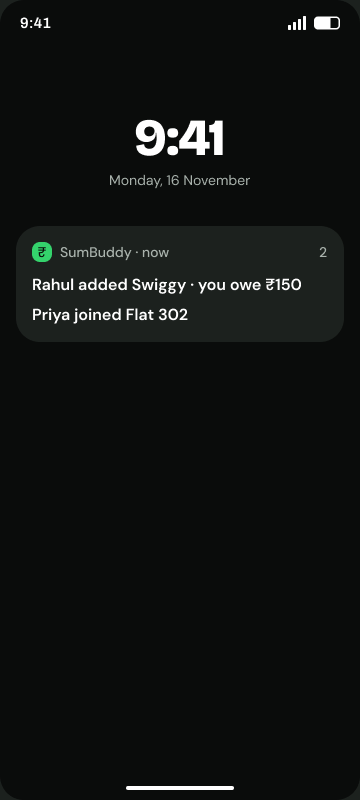 9:41
9:41
Monday, 16 November
₹ SumBuddy · now 2
Rahul added Swiggy · you owe ₹150
Priya joined Flat 302